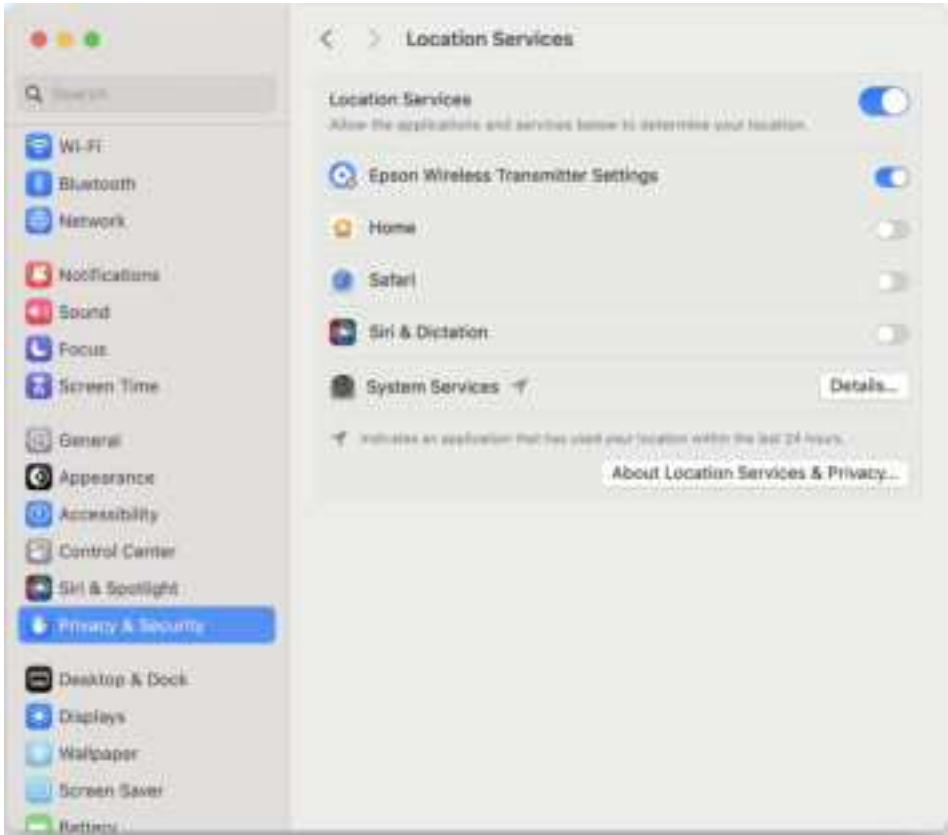 Location Services
Search
Wi-Fi
Bluetooth
Network
Notifications
Sound
Focus
Screen Time
General
Appearance
Accessibility
Control Center
Siri & Spotlight
Privacy & Security
Desktop & Dock
Displays
Wallpaper
Screen Saver
Battery
Location Services
Allow the applications and services below to determine your location.
Epson Wireless Transmitter Settings
Home
Safari
Siri & Dictation
System Services
Details...
Indicates an application that has used your location within the last 24 hours.
About Location Services & Privacy...